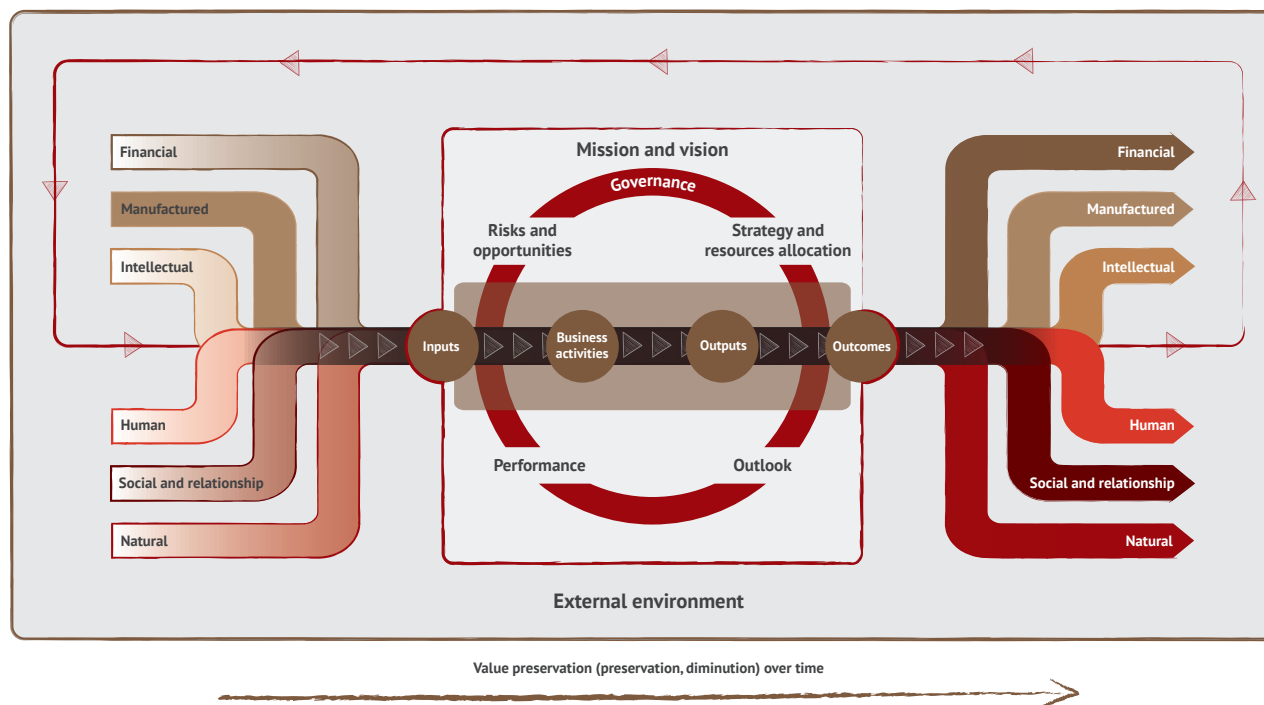 Financial
Manufactured
Intellectual
Human
Social and relationship
Natural
Mission and vision
Governance
Risks and
opportunities
Strategy and
resources allocation
Inputs
Business
activities
Outputs
Outcomes
Performance
Outlook
Financial
Manufactured
Intellectual
Human
Social and relationship
Natural
External environment
Value preservation (preservation, diminution) over time